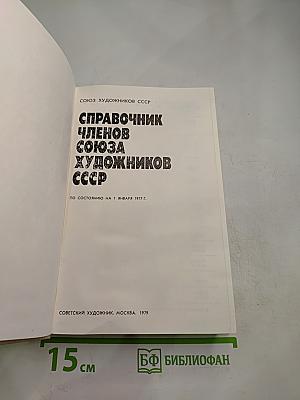 СОЮЗ ХУДОЖНИКОВ СССР
СПРАВОЧНИК
ЧЛЕНОВ
СОЮЗА
ХУДОЖНИКОВ
СССР
ПО СОСТОЯНИЮ НА 1 ЯНВАРЯ 1977 Г.
СОВЕТСКИЙ ХУДОЖНИК. МОСКВА. 1979
15 см
БФ БИБЛИОФАН